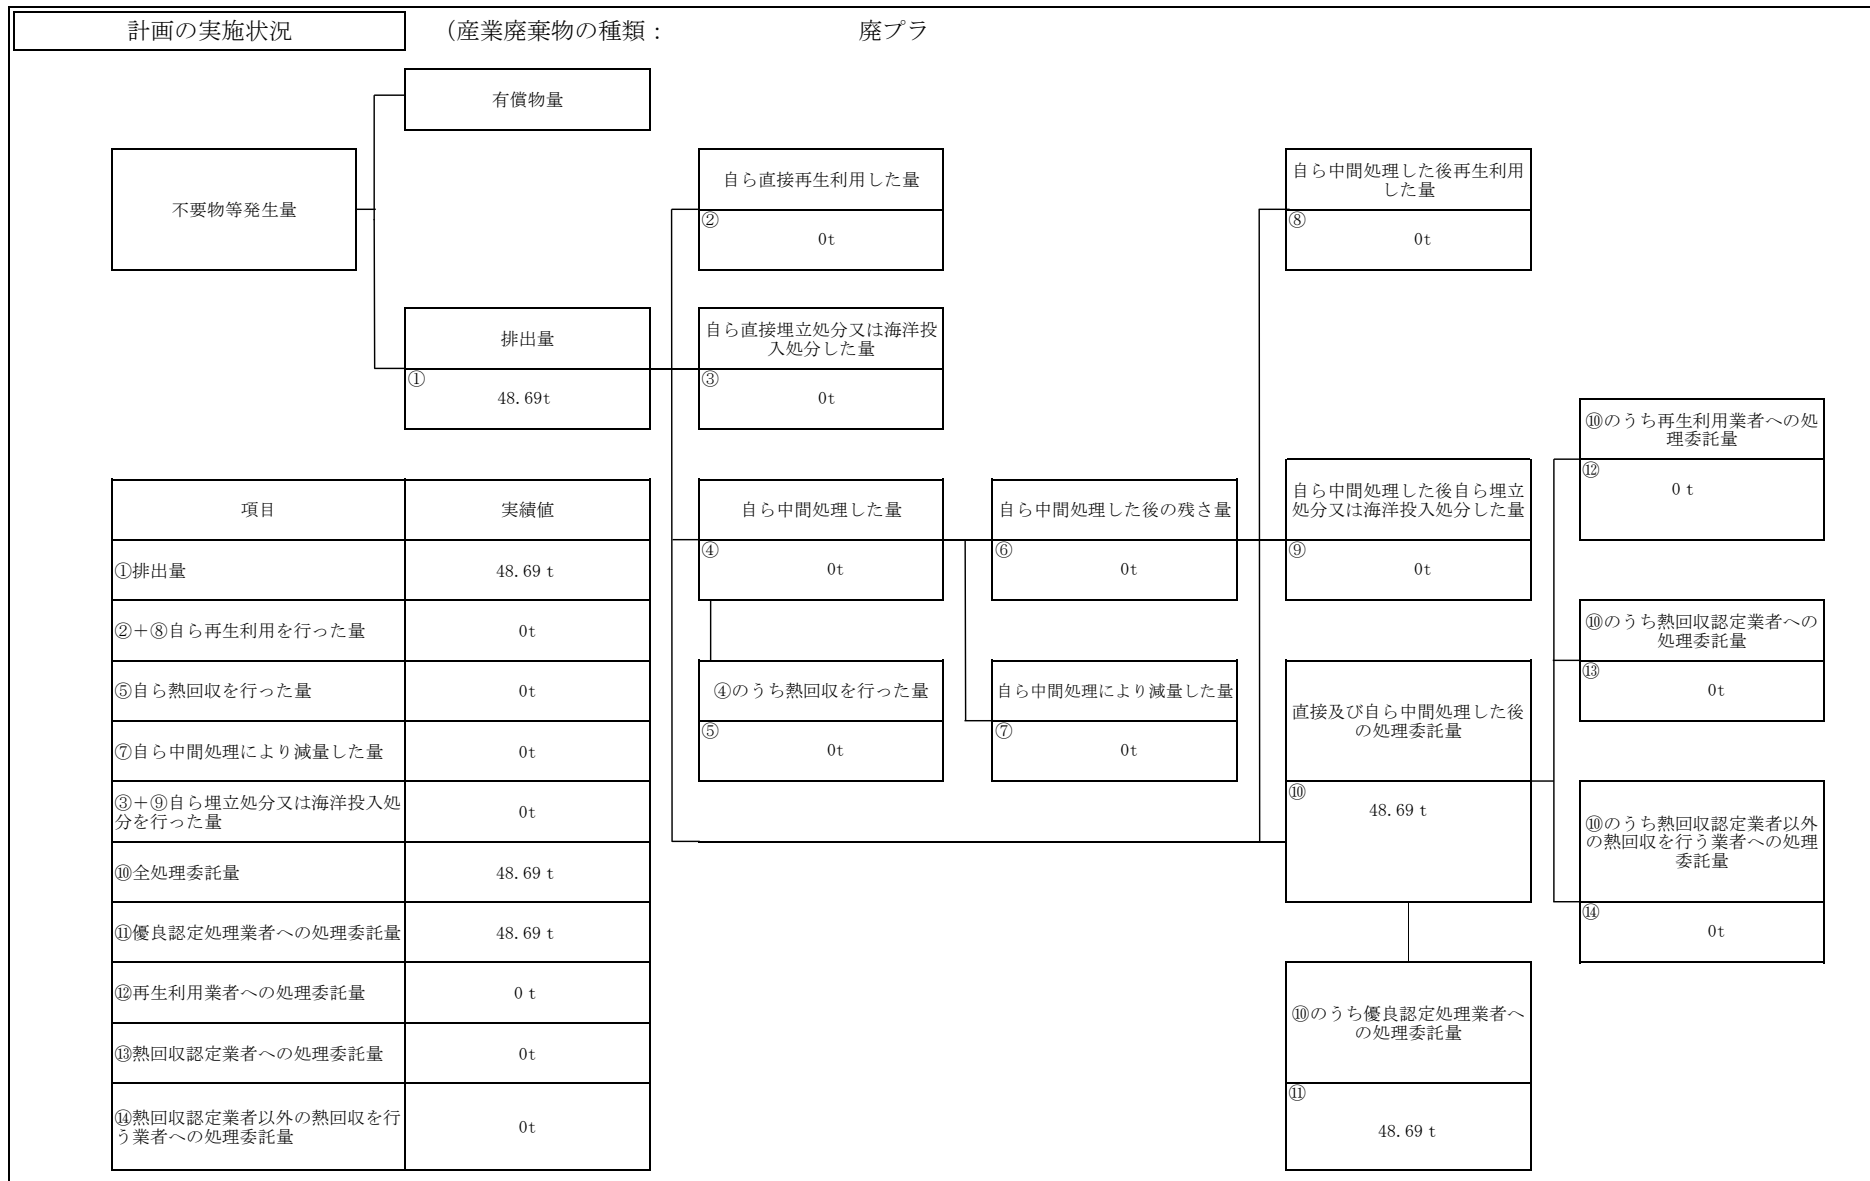 計画の実施状況 （産業廃棄物の種類： 廃プラ
有償物量
不要物等発生量
自ら直接再生利用した量
②
0t
自ら中間処理した後再生利用
した量
⑧
0t
排出量
①
48.69t
自ら直接埋立処分又は海洋投
入処分した量
③
0t
⑩のうち再生利用業者への処
理委託量
⑫
0 t
項目 実績値
①排出量 48.69 t
②＋⑧自ら再生利用を行った量 0t
⑤自ら熱回収を行った量 0t
⑦自ら中間処理により減量した量 0t
③＋⑨自ら埋立処分又は海洋投入処
分を行った量 0t
⑩全処理委託量 48.69 t
⑪優良認定処理業者への処理委託量 48.69 t
⑫再生利用業者への処理委託量 0 t
⑬熱回収認定業者への処理委託量 0t
⑭熱回収認定業者以外の熱回収を行
う業者への処理委託量 0t
自ら中間処理した量
④
0t
自ら中間処理した後の残さ量
⑥
0t
自ら中間処理した後自ら埋立
処分又は海洋投入処分した量
⑨
0t
④のうち熱回収を行った量
⑤
0t
自ら中間処理により減量した量
⑦
0t
直接及び自ら中間処理した後
の処理委託量
⑩
48.69 t
⑩のうち熱回収認定業者への
処理委託量
⑬
0t
⑩のうち熱回収認定業者以外
の熱回収を行う業者への処理
委託量
⑭
0t
⑩のうち優良認定処理業者へ
の処理委託量
⑪
48.69 t